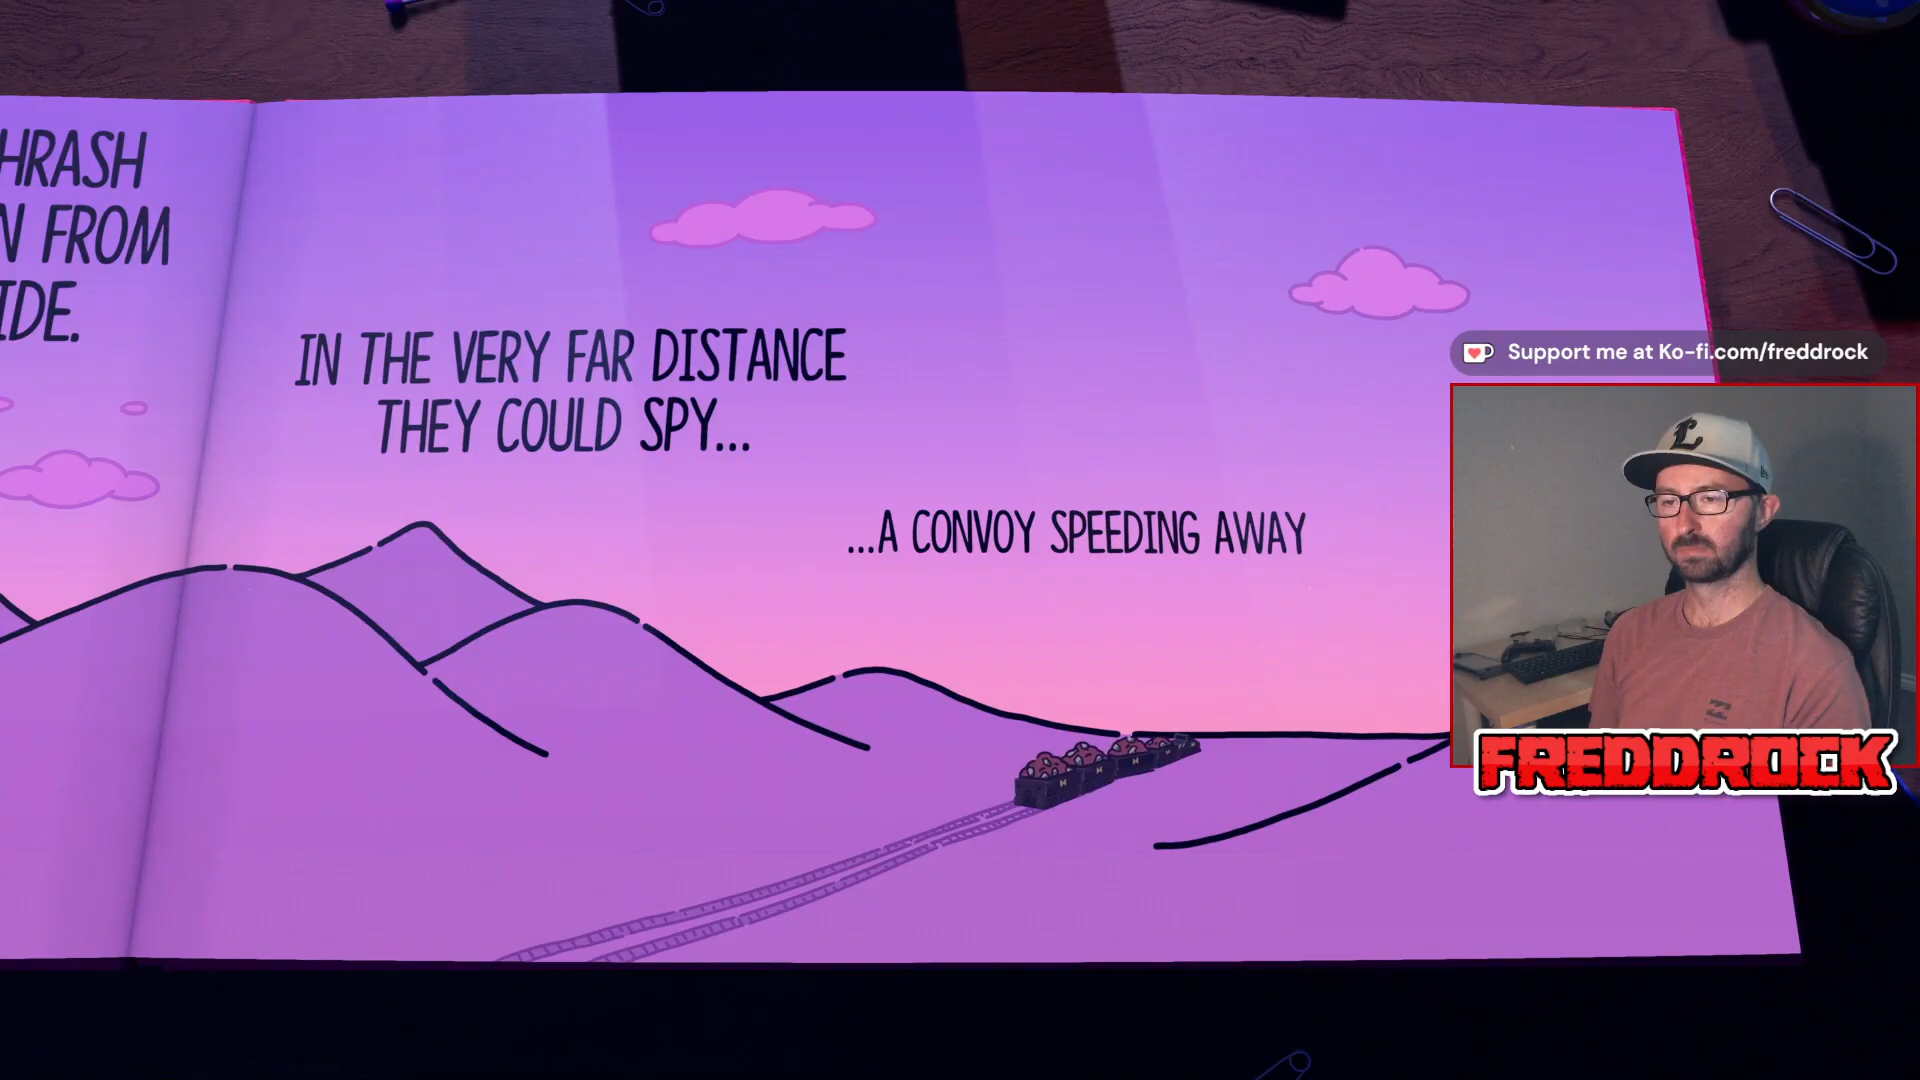 HRASH
N FROM
IDE.
IN THE VERY FAR DISTANCE
THEY COULD SPY...
...A CONVOY SPEEDING AWAY
Support me at Ko-fi.com/freddrock
L
FREDDROCK